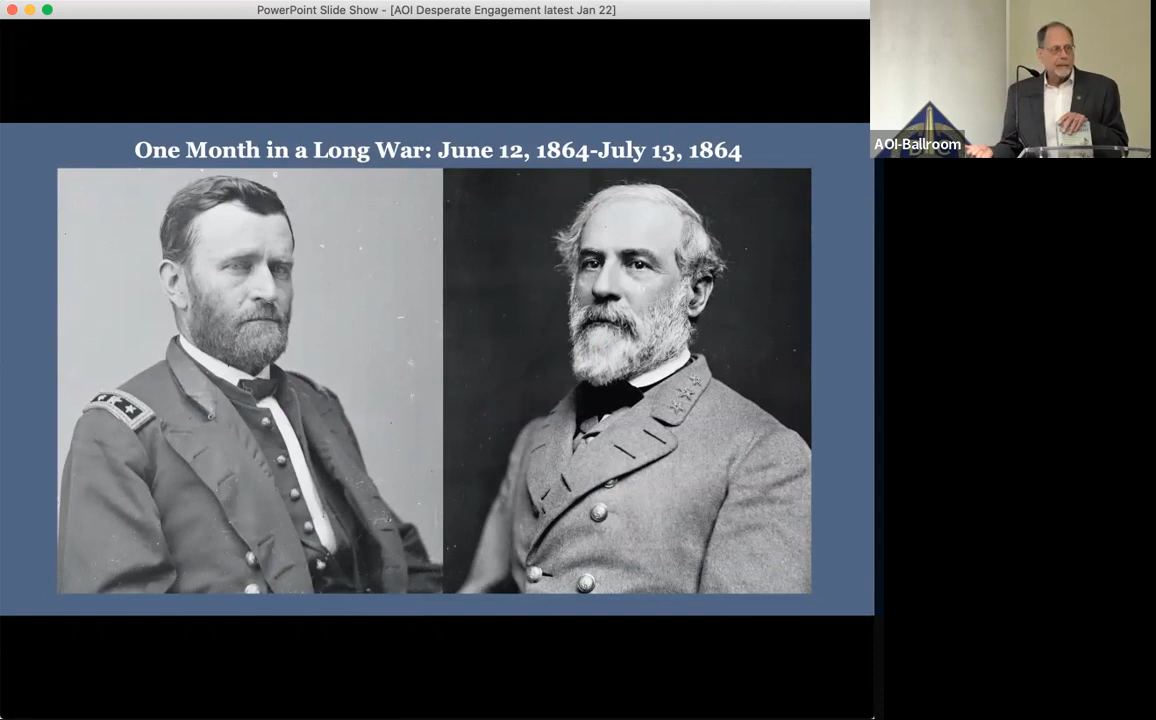 PowerPoint Slide Show - [AOI Desperate Engagement latest Jan 22]
One Month in a Long War: June 12, 1864-July 13, 1864
AOI-Ballroom